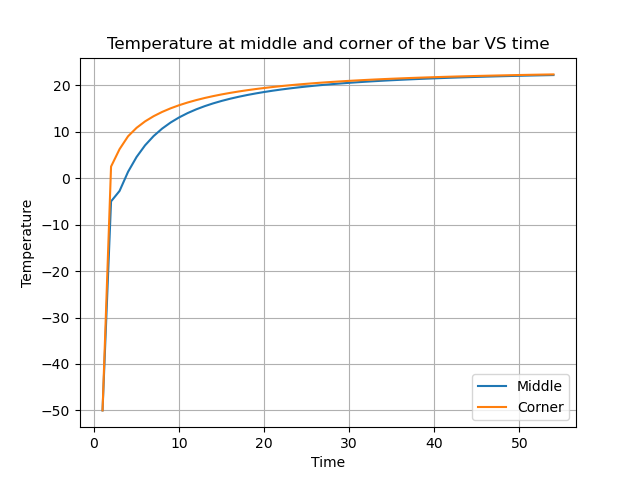 Temperature at middle and corner of the bar VS time
Temperature
20
10
0
−10
−20
−30
−40
−50
0 10 20 30 40 50
Time
Middle
Corner